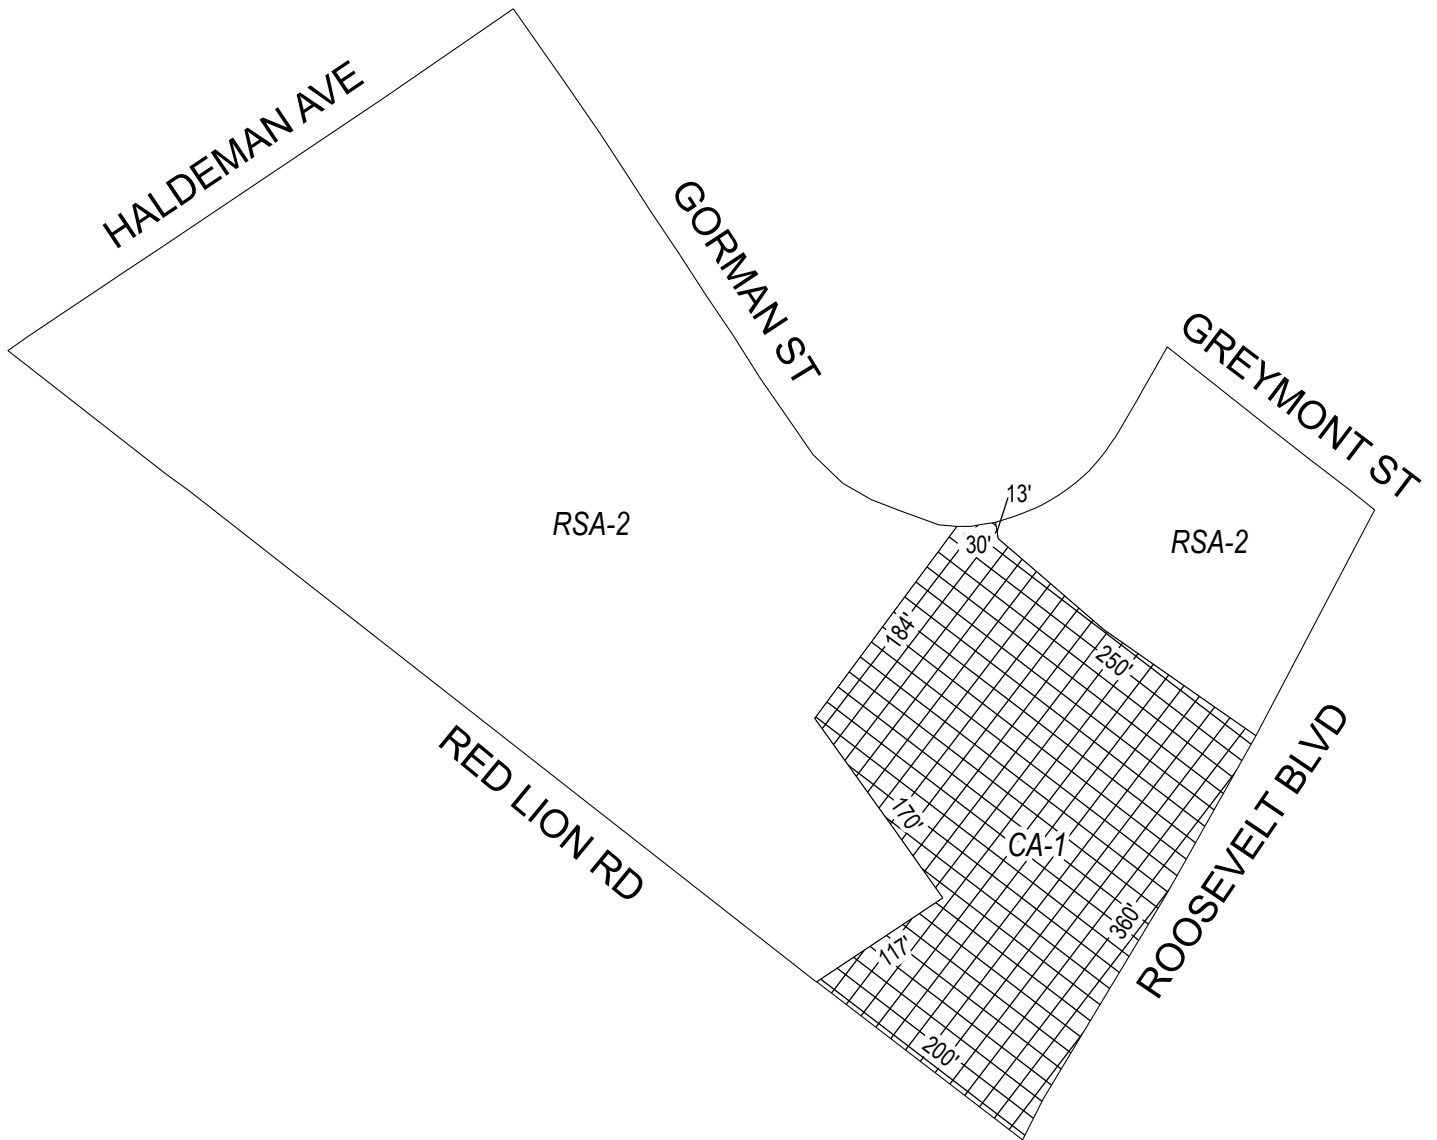 HALDEMAN AVE
GORMAN ST
GREYMONT ST
13'
30'
RSA-2
RSA-2
184'
250'
RED LION RD
170'
CA-1
ROOSEVELT BLVD
360'
117'
200'